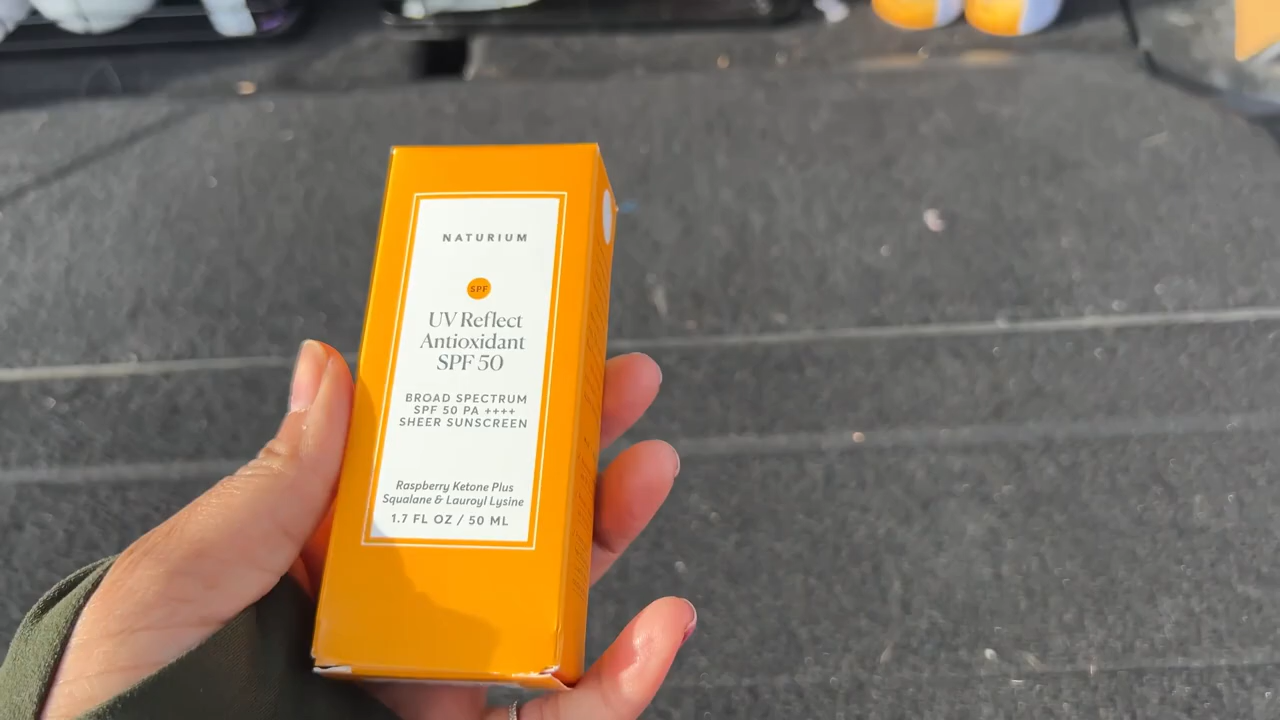 NATURIUM
SPF
UV Reflect
Antioxidant
SPF 50
BROAD SPECTRUM
SPF 50 PA ++++
SHEER SUNSCREEN
Raspberry Ketone Plus
Squalane & Lauroyl Lysine
1.7 FL OZ / 50 ML